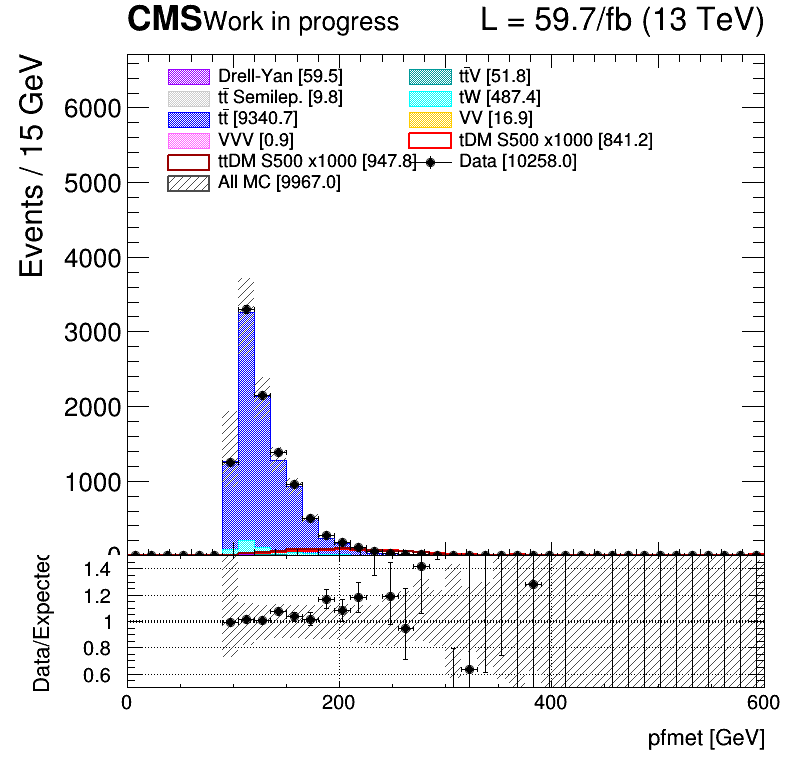 CMS Work in progress L = 59.7/fb (13 TeV)
Events / 15 GeV
6000
5000
4000
3000
2000
1000
0
Drell-Yan [59.5] tt̄V [51.8]
tt̄ Semilep. [9.8] tW [487.4]
tt̄ [9340.7] VV [16.9]
VVV [0.9] tDM S500 x1000 [841.2]
ttDM S500 x1000 [947.8] Data [10258.0]
All MC [9967.0]
Data/Expected
1.4
1.2
1
0.8
0.6
0 200 400 600
pfmet [GeV]